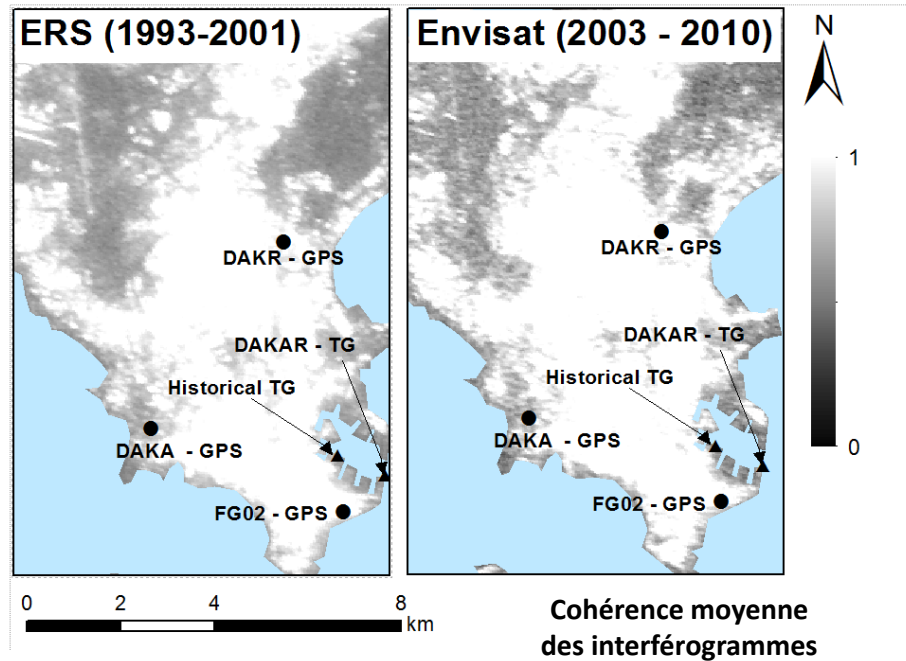 ERS (1993-2001)
DAKR - GPS
DAKAR - TG
Historical TG
DAKA - GPS
FG02 - GPS
Envisat (2003 - 2010)
DAKR - GPS
DAKAR - TG
Historical TG
DAKA - GPS
FG02 - GPS
N
1
0
0 2 4 8
km
Cohérence moyenne
des interférogrammes